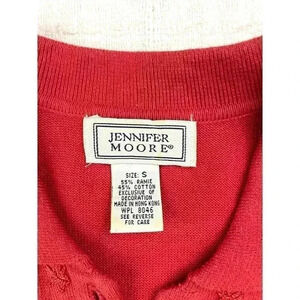 JENNIFER
MOORE®
SIZE: S
55% RAMIE
45% COTTON
EXCLUSIVE OF
DECORATION
MADE IN HONG KONG
WPL 8046
SEE REVERSE
FOR CARE